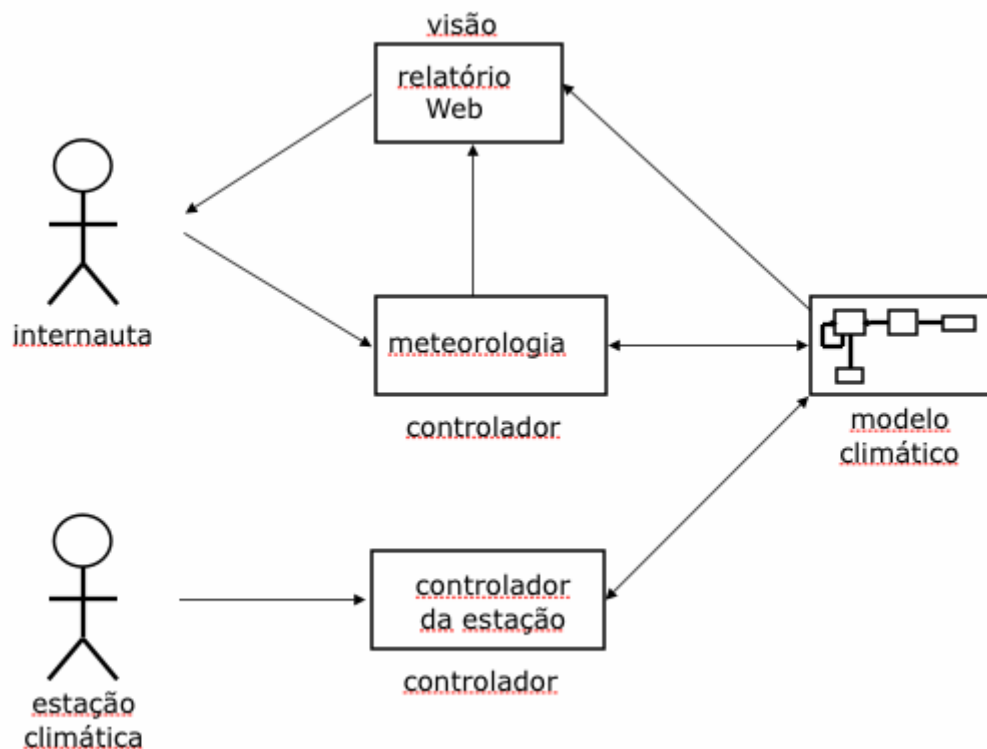 visão
relatório
Web
internauta
meteorologia
controlador
modelo
climático
controlador
da estação
controlador
estação
climática